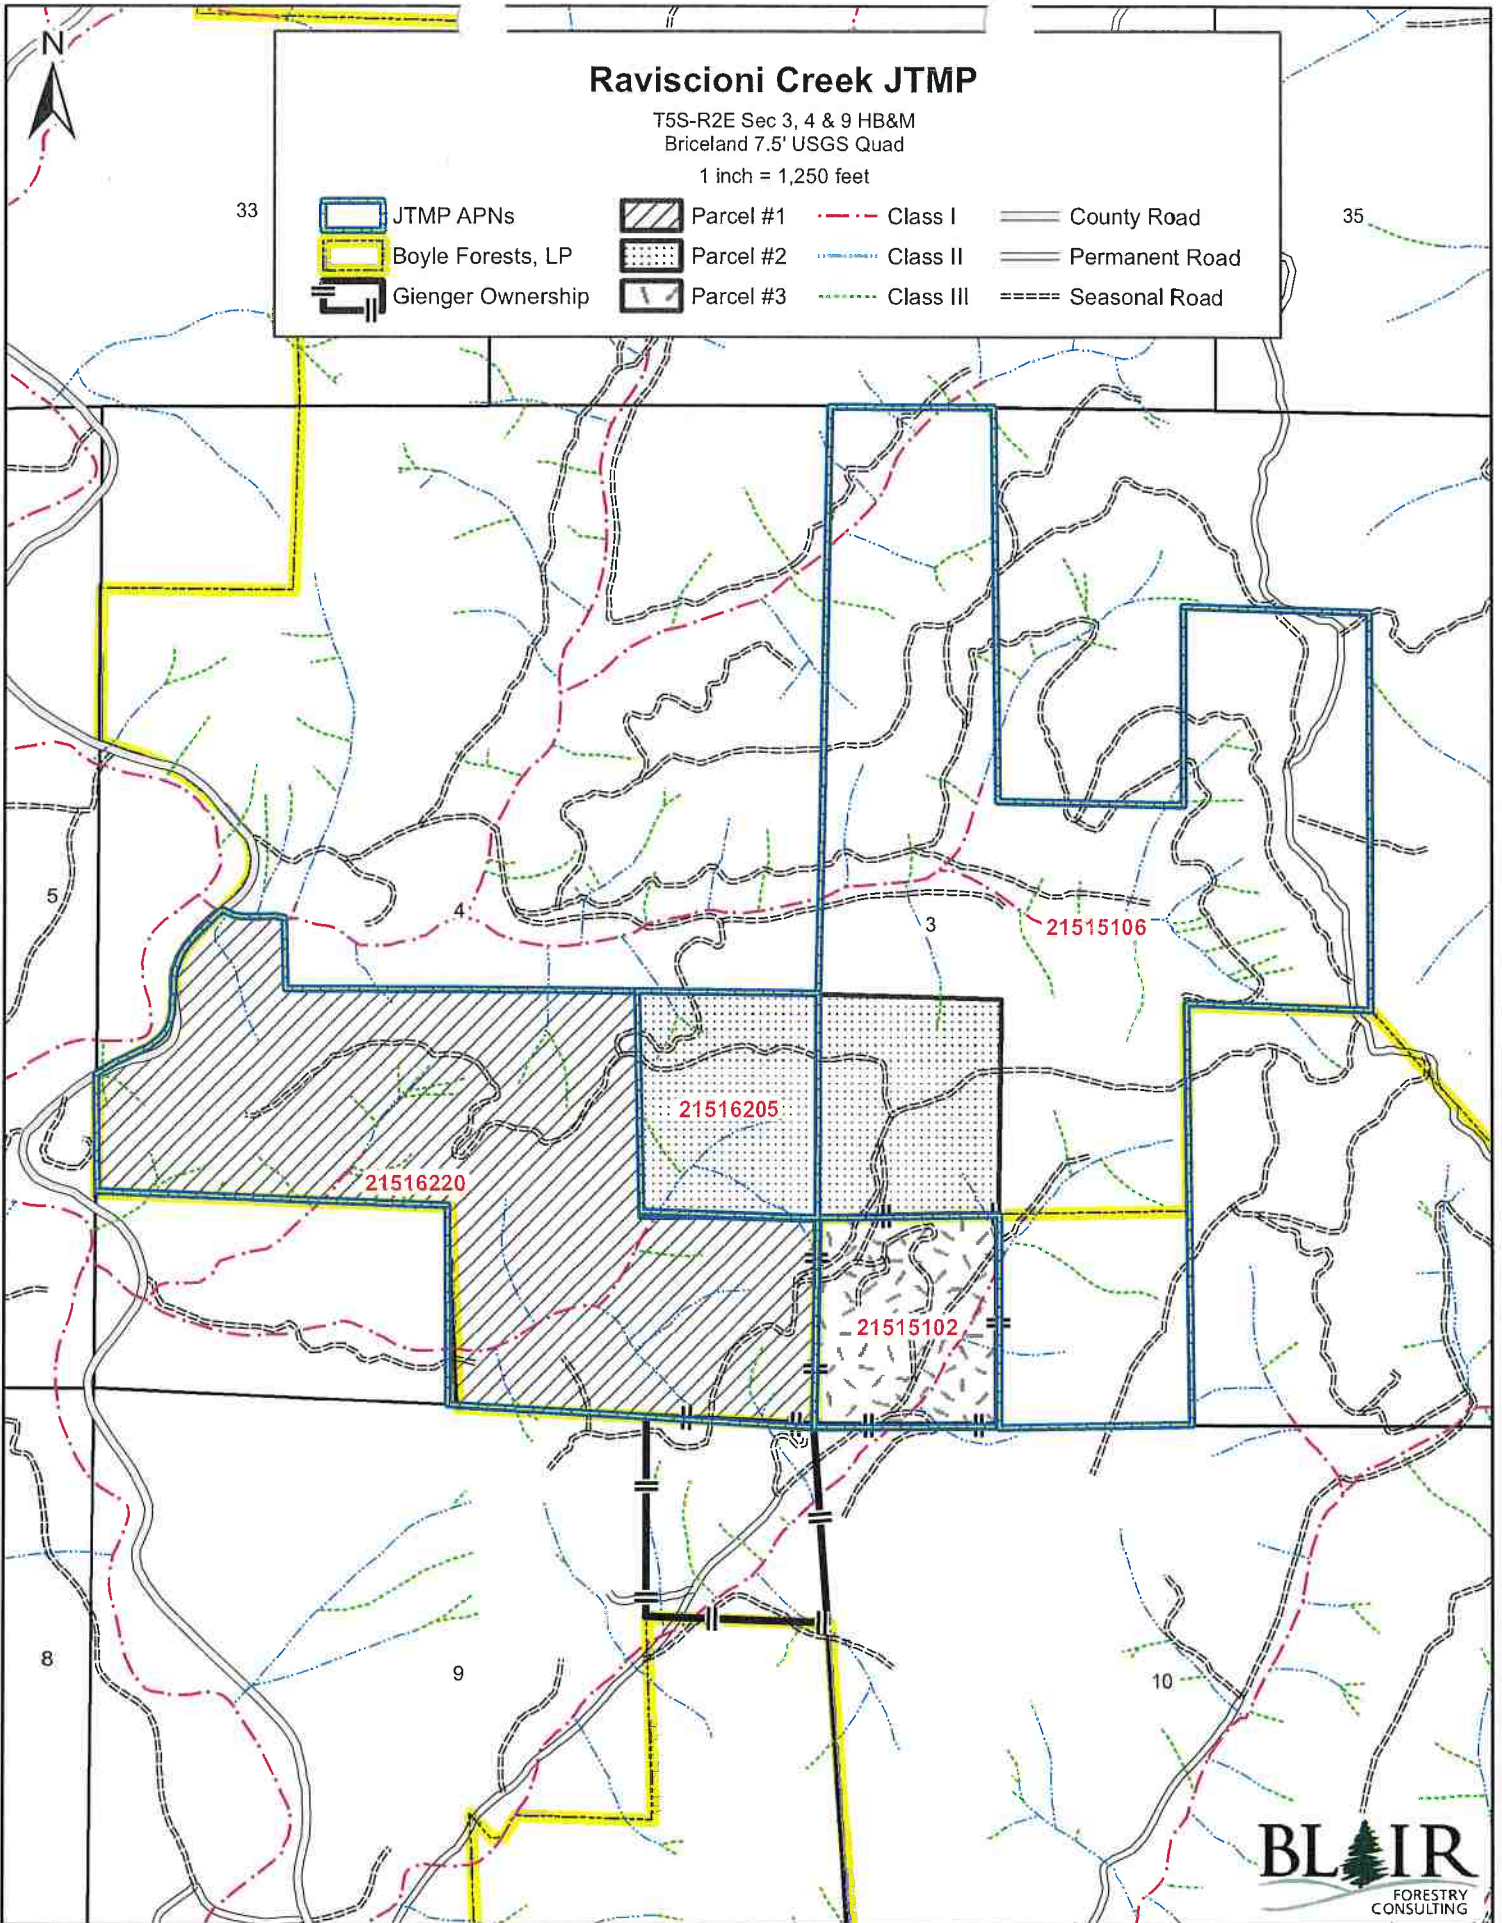 N
Raviscioni Creek JTMP
T5S-R2E Sec 3, 4 & 9 HB&M
Briceland 7.5' USGS Quad
1 inch = 1,250 feet
JTMP APNs
Parcel #1
Class I
County Road
Boyle Forests, LP
Parcel #2
Class II
Permanent Road
Gienger Ownership
Parcel #3
Class III
Seasonal Road
33
35
5
4
3
21515106
21516205
21516220
21515102
8
9
10
BLAIR
FORESTRY
CONSULTING